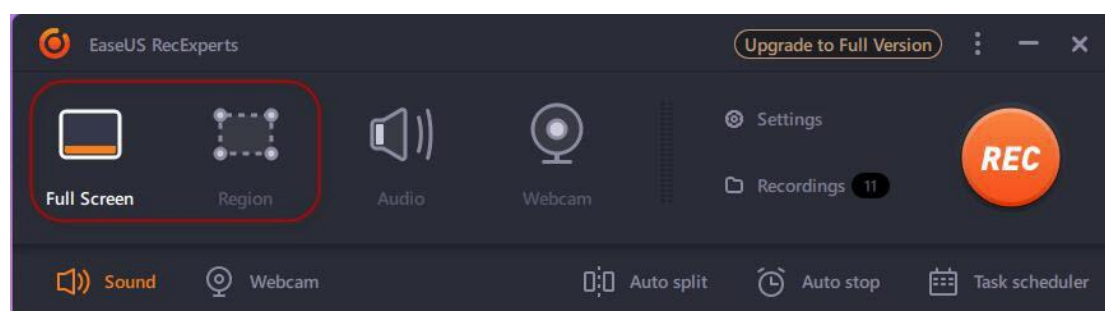 EaseUS RecExperts
Upgrade to Full Version
Settings
REC
Recordings 11
Full Screen
Region
Audio
Webcam
Sound
Webcam
Auto split
Auto stop
Task scheduler